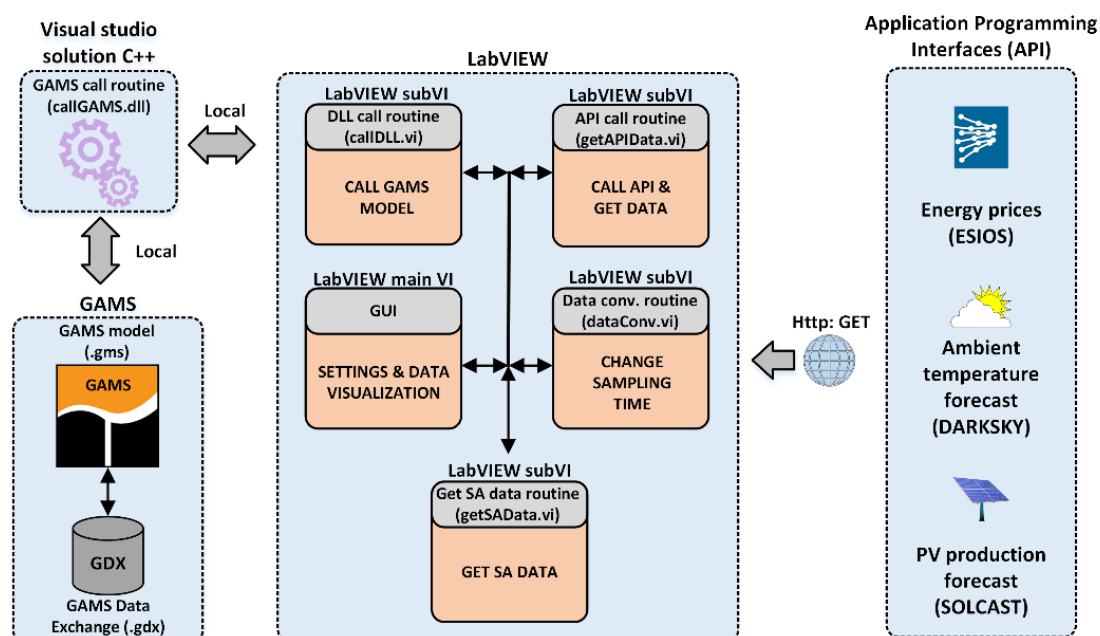 Visual studio
solution C++
GAMS call routine
(callGAMS.dll)
Local
Local
GAMS
GAMS model
(.gms)
GAMS
GDX
GAMS Data
Exchange (.gdx)
LabVIEW
LabVIEW subVI
DLL call routine
(callDLL.vi)
CALL GAMS
MODEL
LabVIEW subVI
API call routine
(getAPIData.vi)
CALL API &
GET DATA
LabVIEW main VI
GUI
SETTINGS & DATA
VISUALIZATION
LabVIEW subVI
Data conv. routine
(dataConv.vi)
CHANGE
SAMPLING
TIME
LabVIEW subVI
Get SA data routine
(getSAData.vi)
GET SA DATA
Http: GET
Application Programming
Interfaces (API)
Energy prices
(ESIOS)
Ambient
temperature
forecast
(DARKSKY)
PV production
forecast
(SOLCAST)